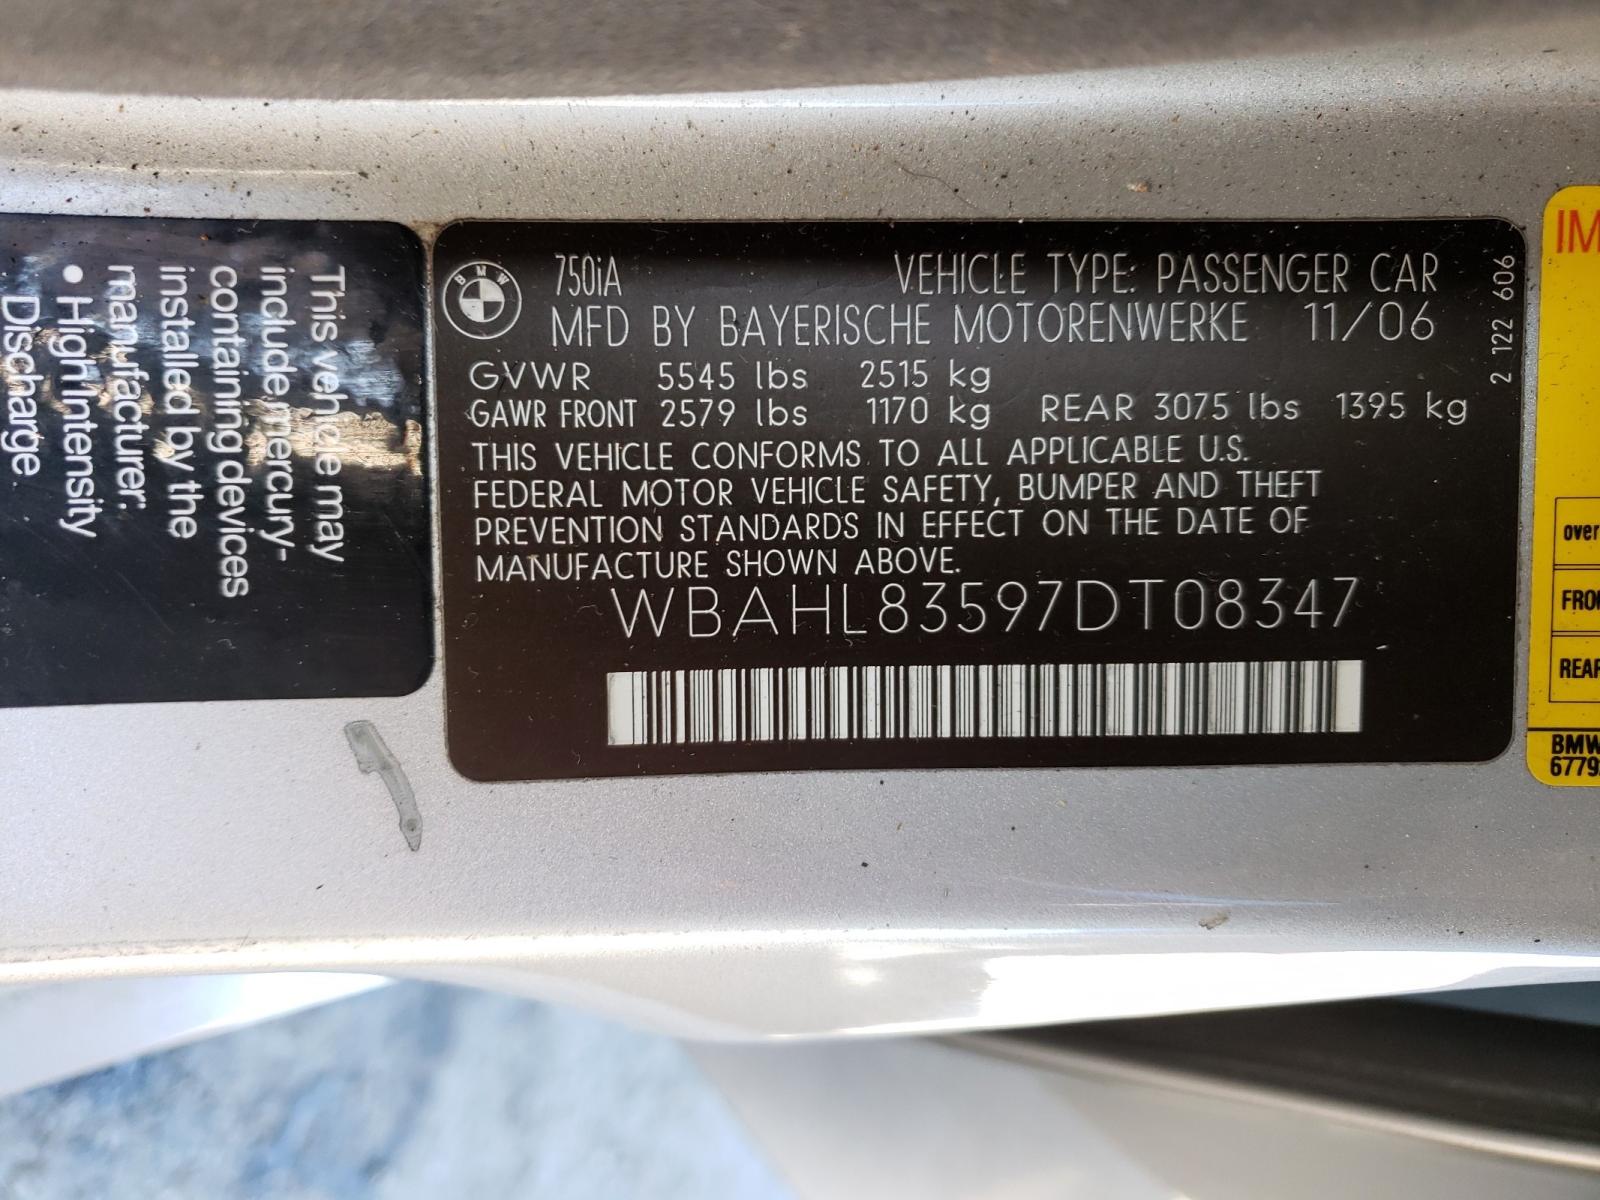 This vehicle may
include mercury-
containing devices
installed by the
manufacturer:
• High Intensity
Discharge
BMW
750iA VEHICLE TYPE: PASSENGER CAR
MFD BY BAYERISCHE MOTORENWERKE 11/06
GVWR 5545 lbs 2515 kg
GAWR FRONT 2579 lbs 1170 kg REAR 3075 lbs 1395 kg
THIS VEHICLE CONFORMS TO ALL APPLICABLE U.S.
FEDERAL MOTOR VEHICLE SAFETY, BUMPER AND THEFT
PREVENTION STANDARDS IN EFFECT ON THE DATE OF
MANUFACTURE SHOWN ABOVE.
WBAHL83597DT08347
2 122 606
IM
over
FRO
REAR
BMW
6779